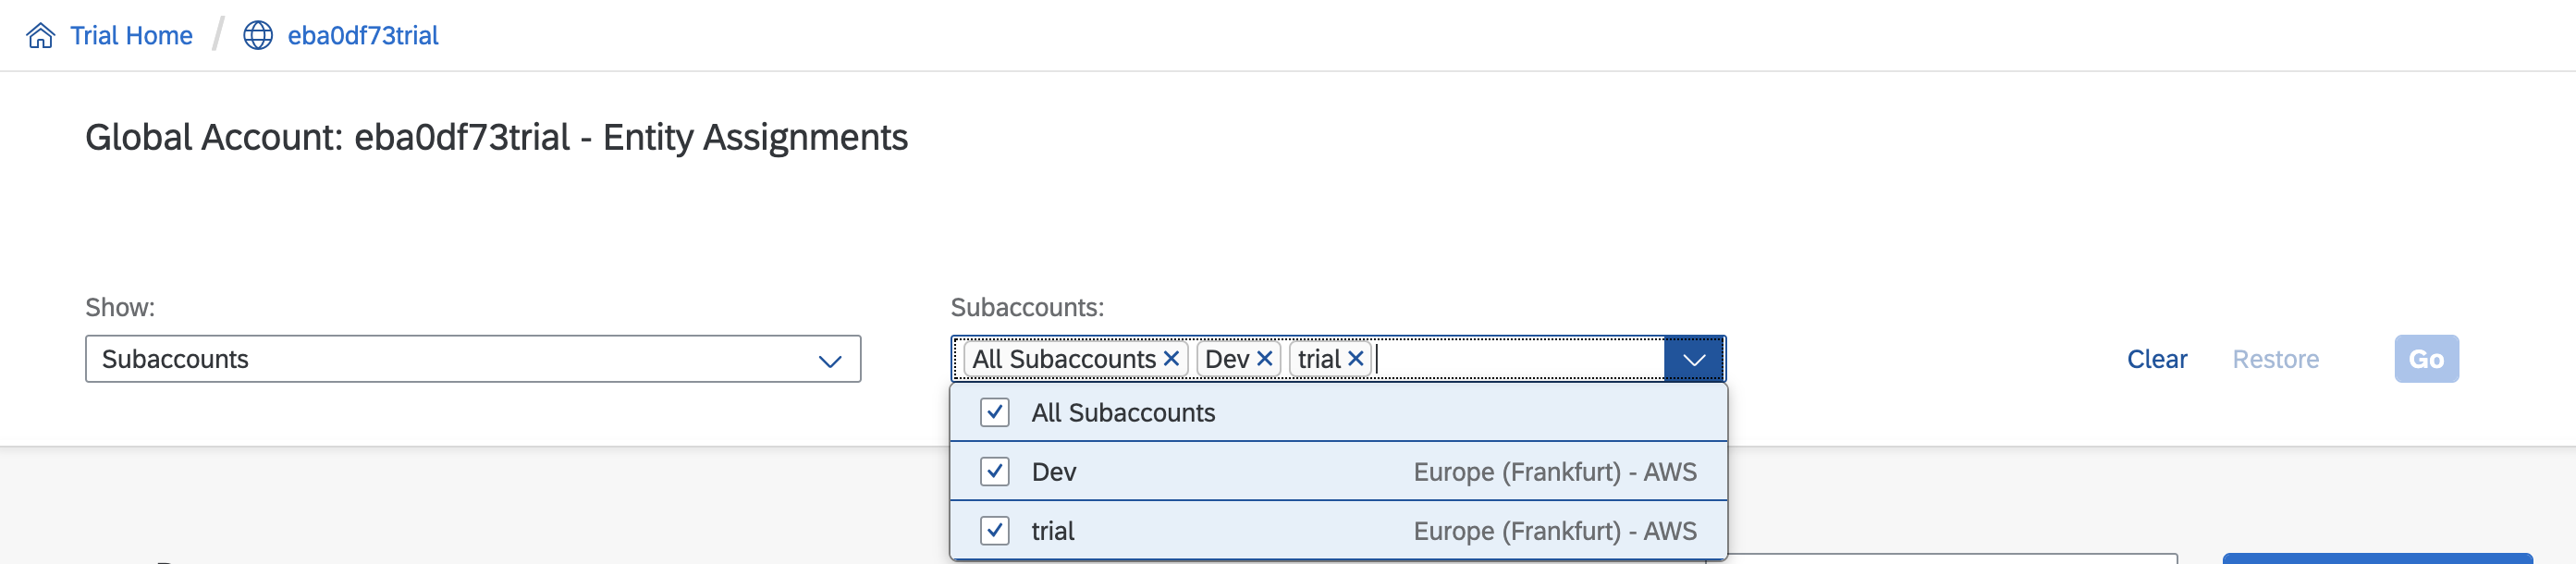 Trial Home / eba0df73trial
Global Account: eba0df73trial - Entity Assignments
Show:
Subaccounts:
Subaccounts
All Subaccounts Dev trial
Clear Restore Go
All Subaccounts
Dev Europe (Frankfurt) - AWS
trial Europe (Frankfurt) - AWS